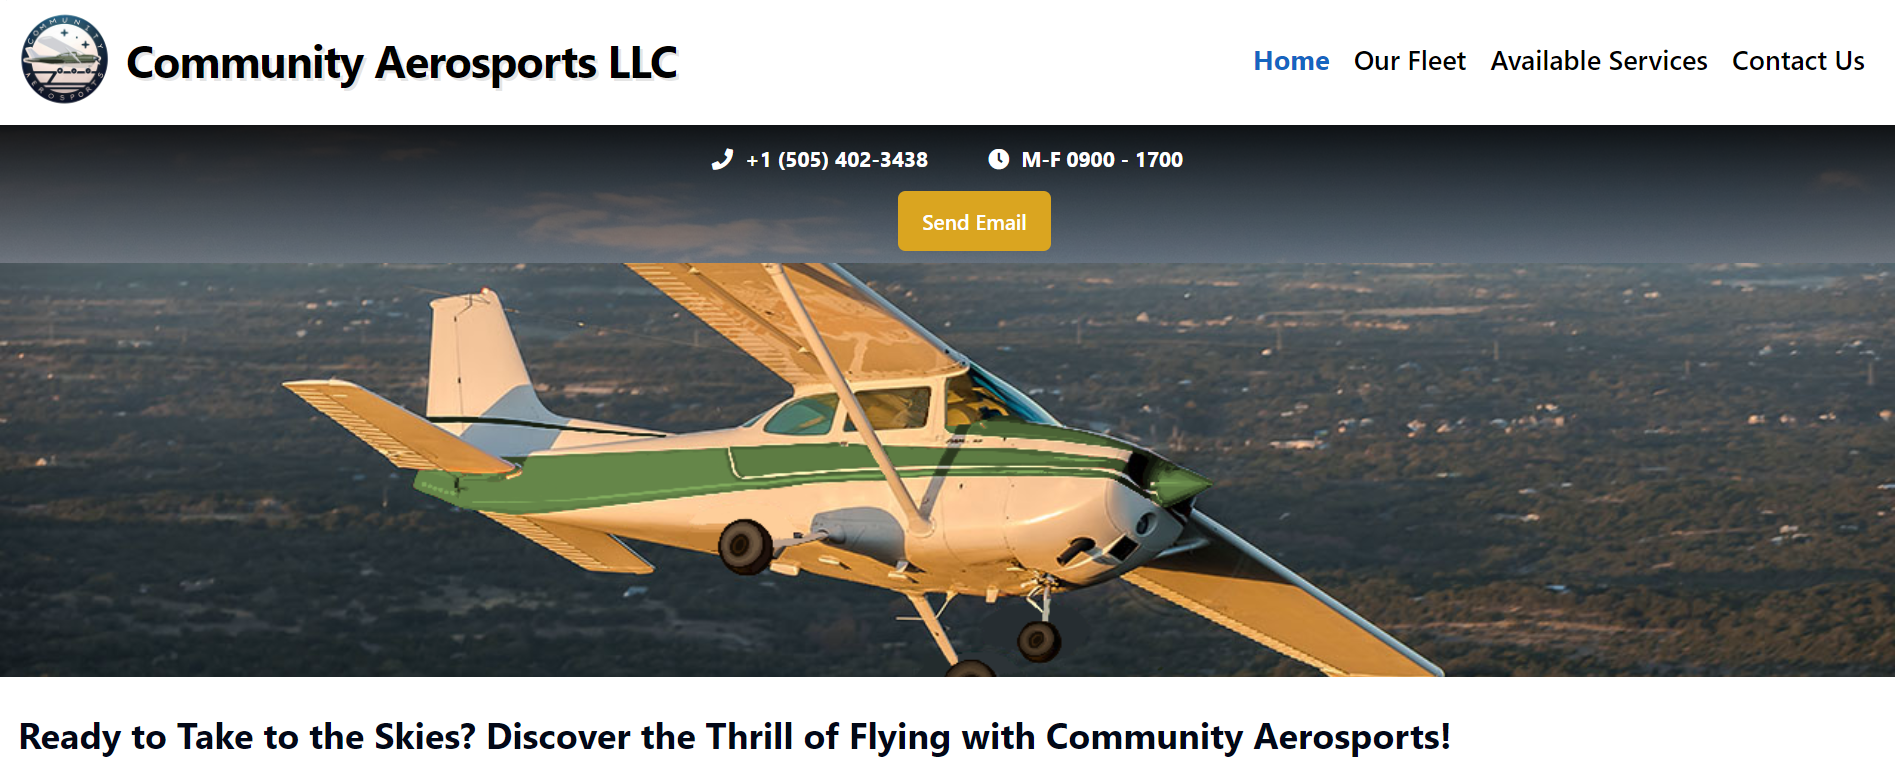 COMMUNITY
AEROSPORTS
Community Aerosports LLC
Home Our Fleet Available Services Contact Us
+1 (505) 402-3438 M-F 0900 - 1700
Send Email
Ready to Take to the Skies? Discover the Thrill of Flying with Community Aerosports!